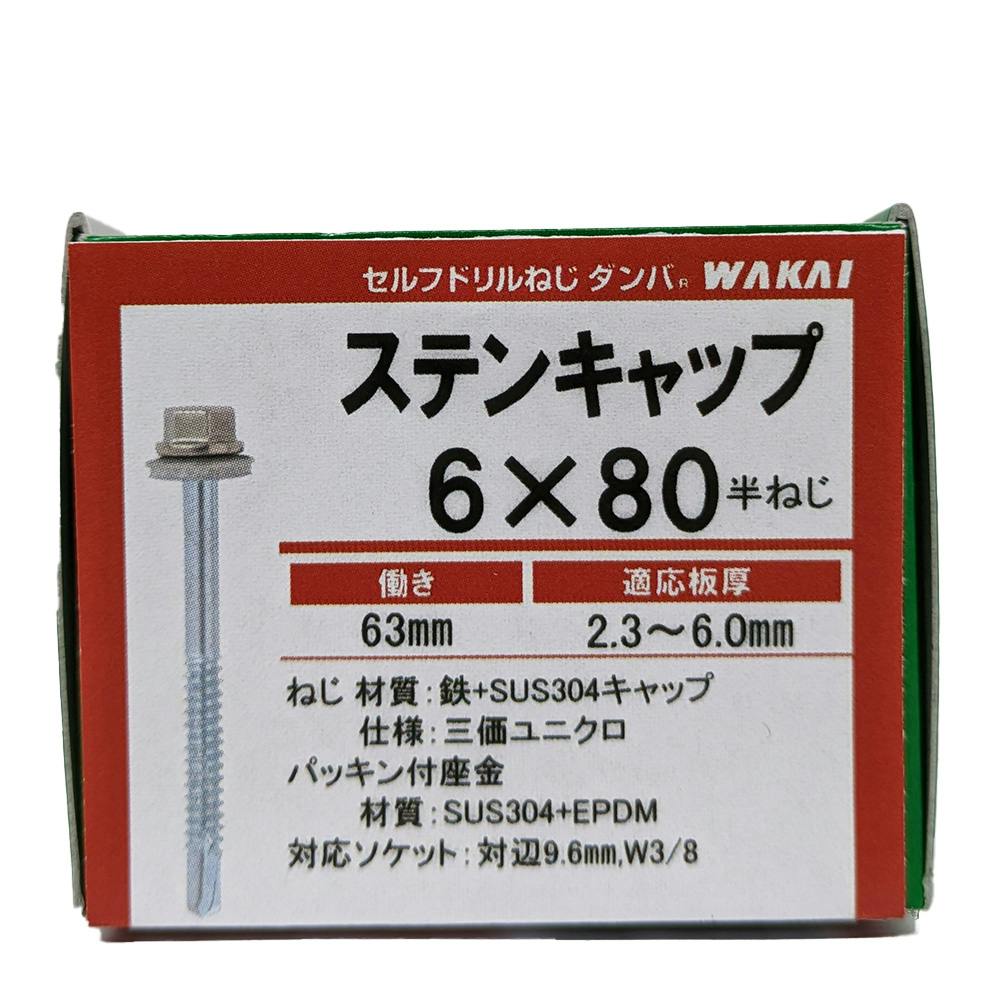 セルフドリルねじ ダンバ® WAKAI
ステンキャップ
6×80半ねじ
働き 適応板厚
63mm 2.3～6.0mm
ねじ 材質:鉄+SUS304キャップ
仕様:三価ユニクロ
パッキン付座金
材質:SUS304+EPDM
対応ソケット:対辺9.6mm,W3/8